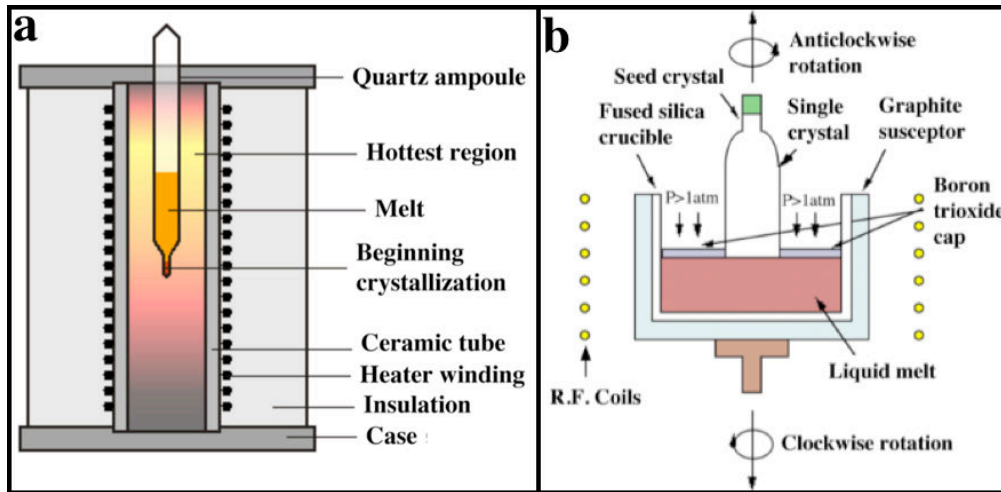 a
Quartz ampoule
Hottest region
Melt
Beginning
crystallization
Ceramic tube
Heater winding
Insulation
Case
b
Anticlockwise
rotation
Seed crystal
Fused silica
crucible
Single
crystal
Graphite
susceptor
P>1atm
P>1atm
Boron
trioxide
cap
Liquid melt
R.F. Coils
Clockwise rotation